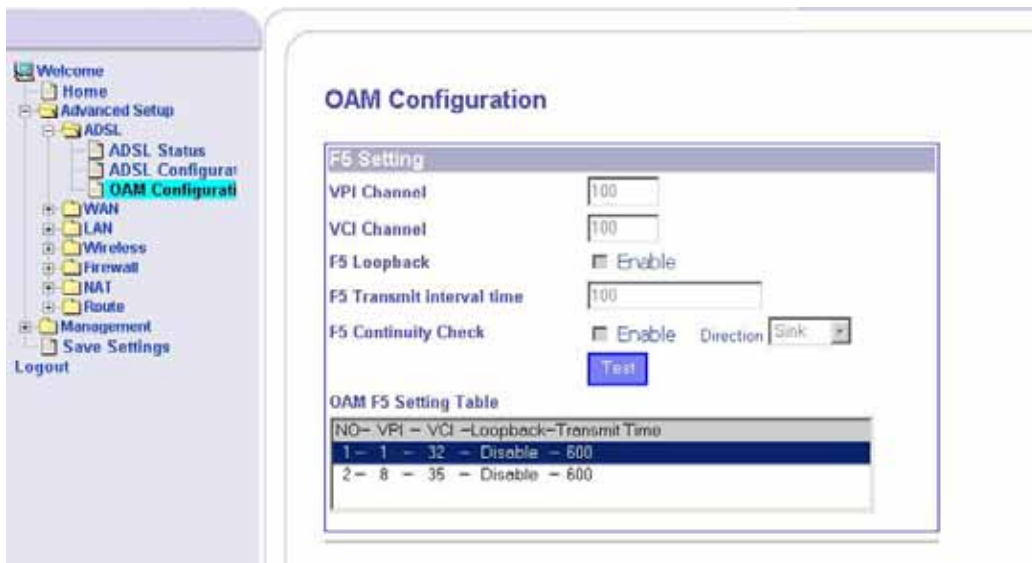 Welcome
Home
Advanced Setup
ADSL
ADSL Status
ADSL Configurat
OAM Configurati
WAN
LAN
Wireless
Firewall
NAT
Route
Management
Save Settings
Logout
OAM Configuration
F5 Setting
VPI Channel 100
VCI Channel 100
F5 Loopback Enable
F5 Transmit interval time 100
F5 Continuity Check Enable Direction Sink
Test
OAM F5 Setting Table
NO- VPI - VCI -Loopback-Transmit Time
1- 1 - 32 - Disable - 600
2- 8 - 35 - Disable - 600